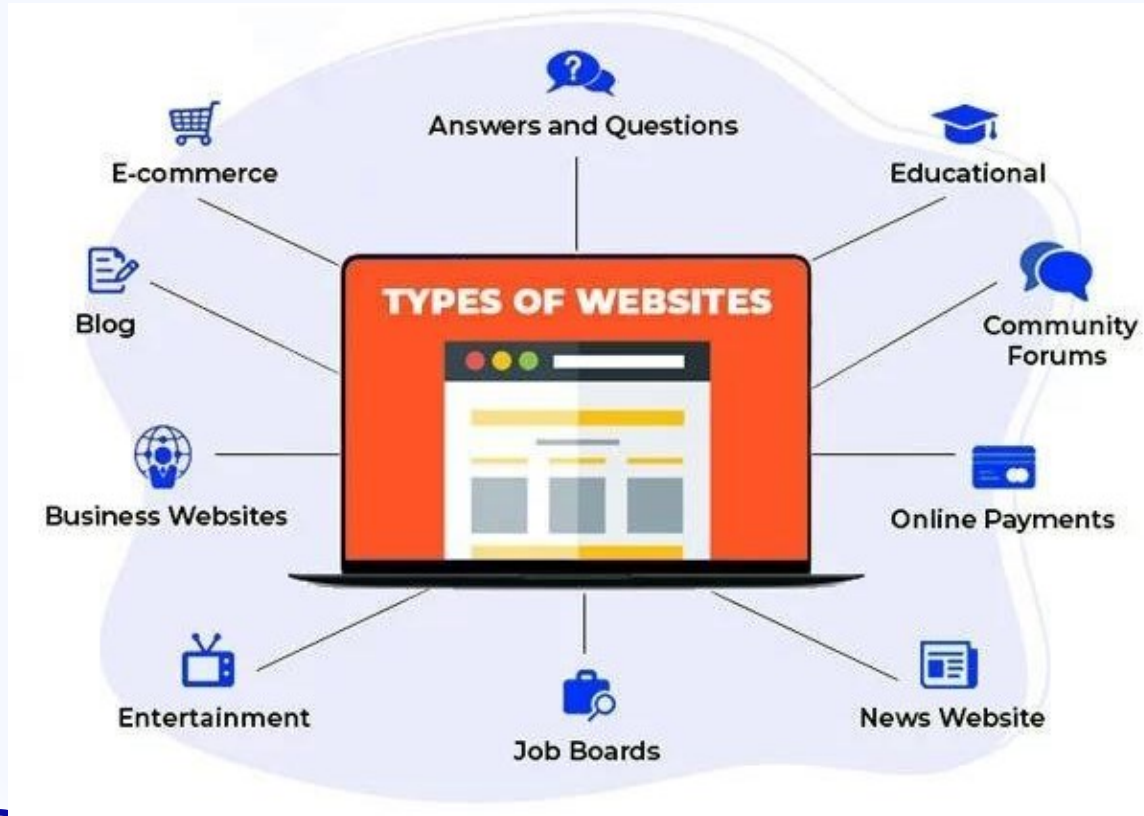 Answers and Questions
E-commerce
Educational
TYPES OF WEBSITES
Blog
Community
Forums
Business Websites
Online Payments
Entertainment
Job Boards
News Website
?